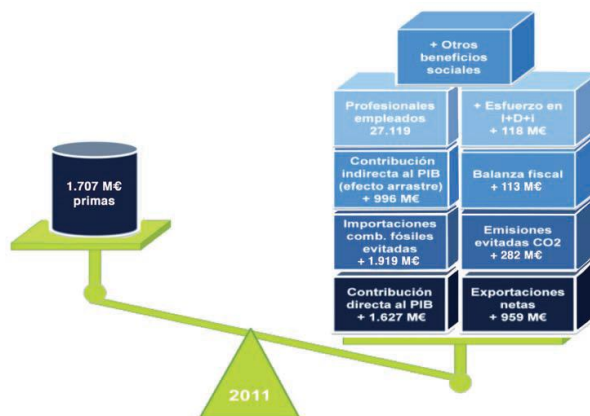 + Otros
beneficios
sociales
Profesionales
empleados
27.119
+ Esfuerzo en
I+D+i
+ 118 M€
1.707 M€
primas
Contribución
indirecta al PIB
(efecto arrastre)
+ 996 M€
Balanza fiscal
+ 113 M€
Importaciones
comb. fósiles
evitadas
+ 1.919 M€
Emisiones
evitadas CO2
+ 282 M€
Contribución
directa al PIB
+ 1.627 M€
Exportaciones
netas
+ 959 M€
2011